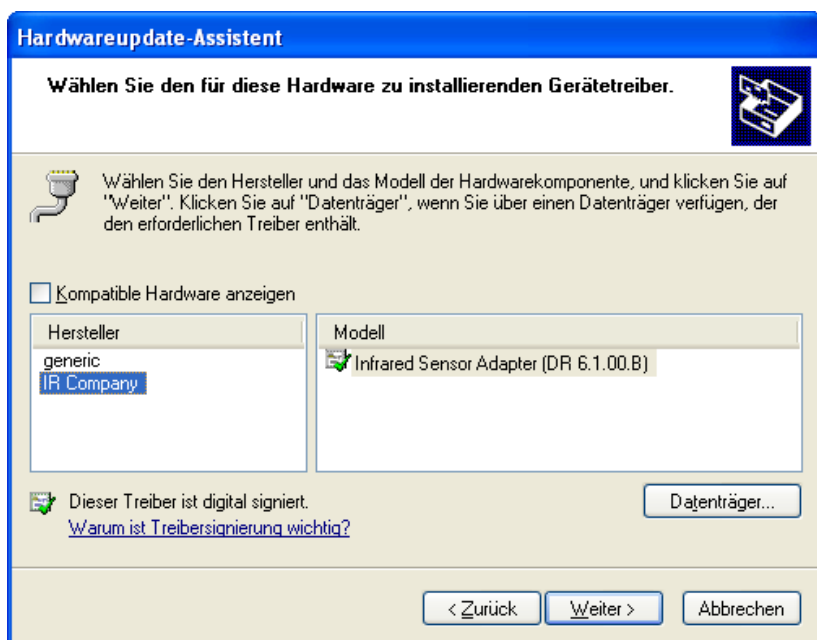 Hardwareupdate-Assistent
Wählen Sie den für diese Hardware zu installierenden Gerätetreiber.
Wählen Sie den Hersteller und das Modell der Hardwarekomponente, und klicken Sie auf
"Weiter". Klicken Sie auf "Datenträger", wenn Sie über einen Datenträger verfügen, der
den erforderlichen Treiber enthält.
Kompatible Hardware anzeigen
Hersteller
generic
IR Company
Modell
Infrared Sensor Adapter (DR 6.1.00.B)
Dieser Treiber ist digital signiert.
Warum ist Treibersignierung wichtig?
Datenträger...
< Zurück
Weiter >
Abbrechen